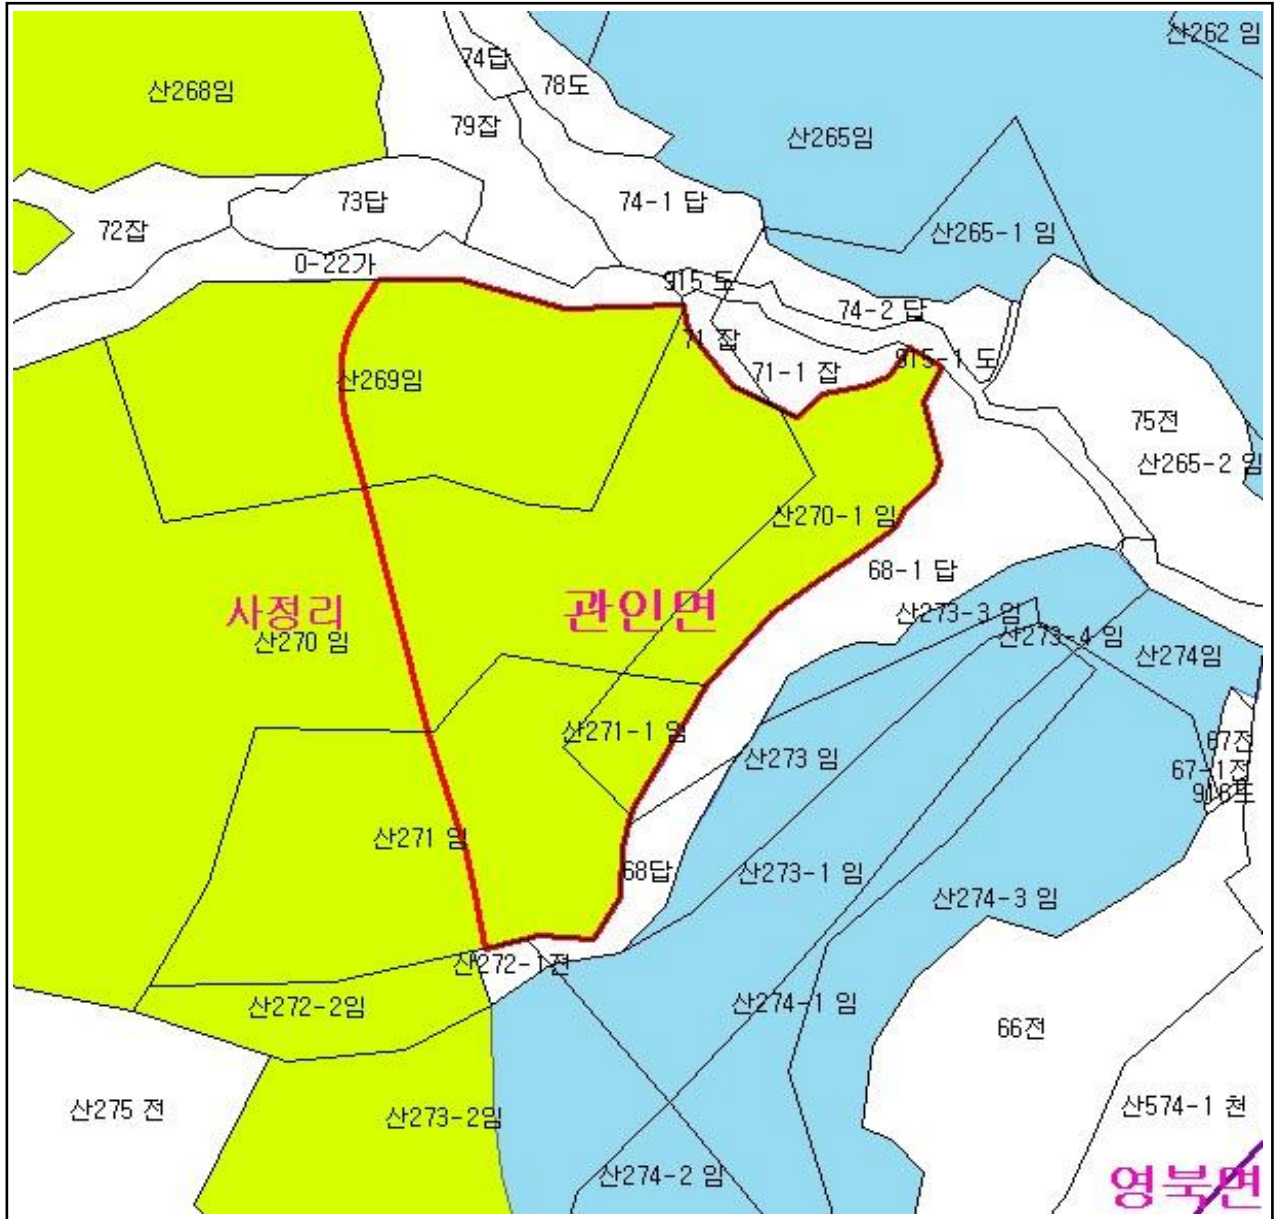 산262 임
74답
78도
산268임
79잡
산265임
73답
74-1 답
72잡
산265-1 임
0-22가
915 도
74-2 답
71 잡
915-1 도
71-1 잡
산269임
75전
산265-2 임
산270-1 임
68-1 답
사정리
관인면
산273-3 임
산273-4 임
산270 임
산274임
산271-1 임
67전
산273 임
67-1전
916도
산271 임
68답
산273-1 임
산274-3 임
산272-1전
산272-2임
산274-1 임
66전
산275 전
산273-2임
산574-1 천
산274-2 임
영북면